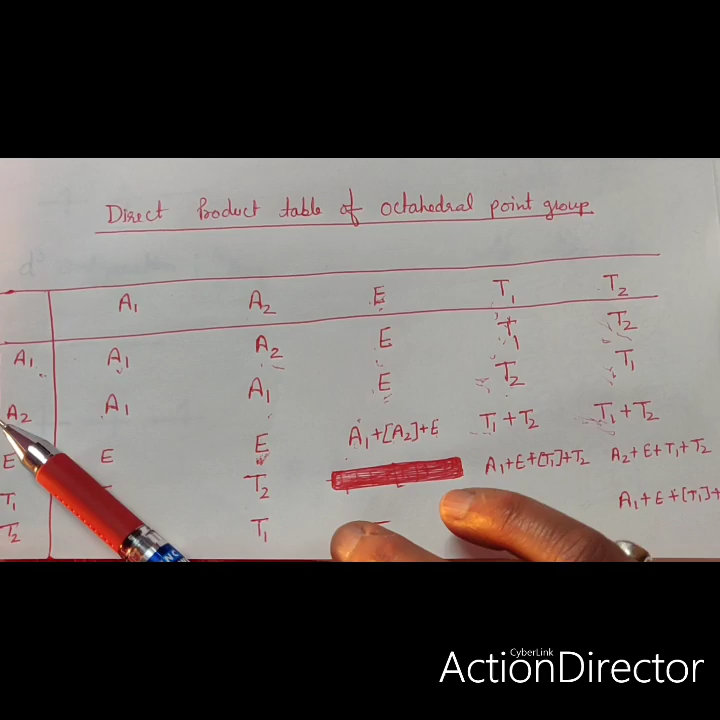 Direct Product table of octahedral point group
A₁ A₂ E T₁ T₂
A₁ A₁ A₂ E T₁ T₂
A₂ A₁ A₁ E T₂ T₁
E E E A₁+[A₂]+E T₁+T₂ T₁+T₂
T₁ T₂ A₁+E+[T₁]+T₂ A₂+E+T₁+T₂
T₂ T₁ A₁+E+[T₁]+
CyberLink
ActionDirector